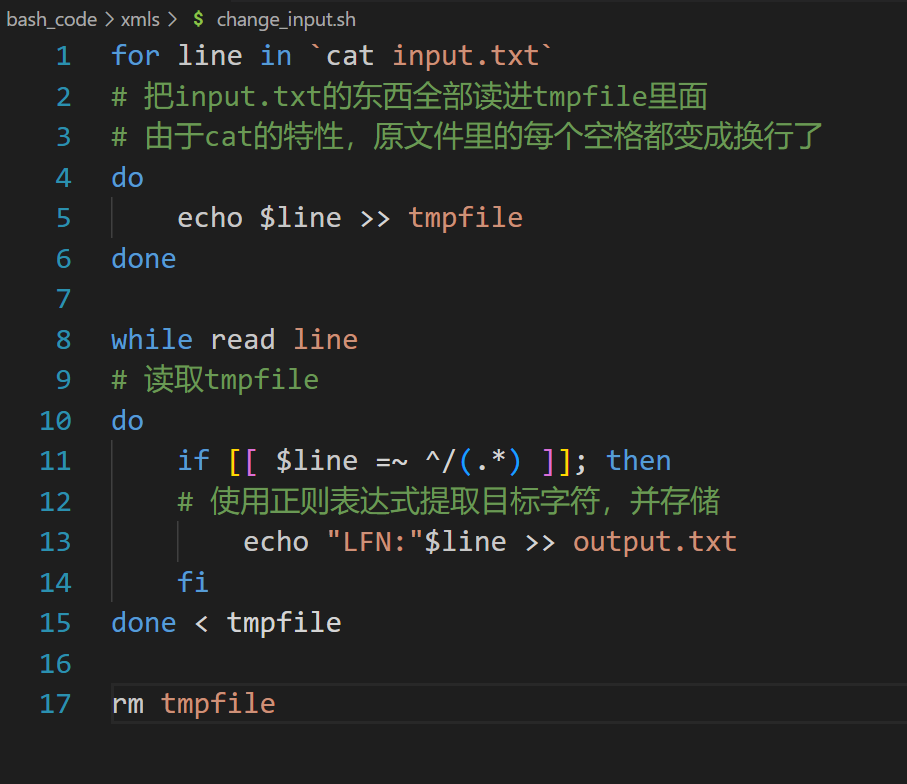 bash_code > xmls > $ change_input.sh
1 for line in `cat input.txt`
2 # 把input.txt的东西全部读进tmpfile里面
3 # 由于cat的特性，原文件里的每个空格都变成换行了
4 do
5     echo $line >> tmpfile
6 done
7
8 while read line
9 # 读取tmpfile
10 do
11     if [[ $line =~ ^/(.*) ]]; then
12     # 使用正则表达式提取目标字符，并存储
13         echo "LFN:"$line >> output.txt
14     fi
15 done < tmpfile
16
17 rm tmpfile